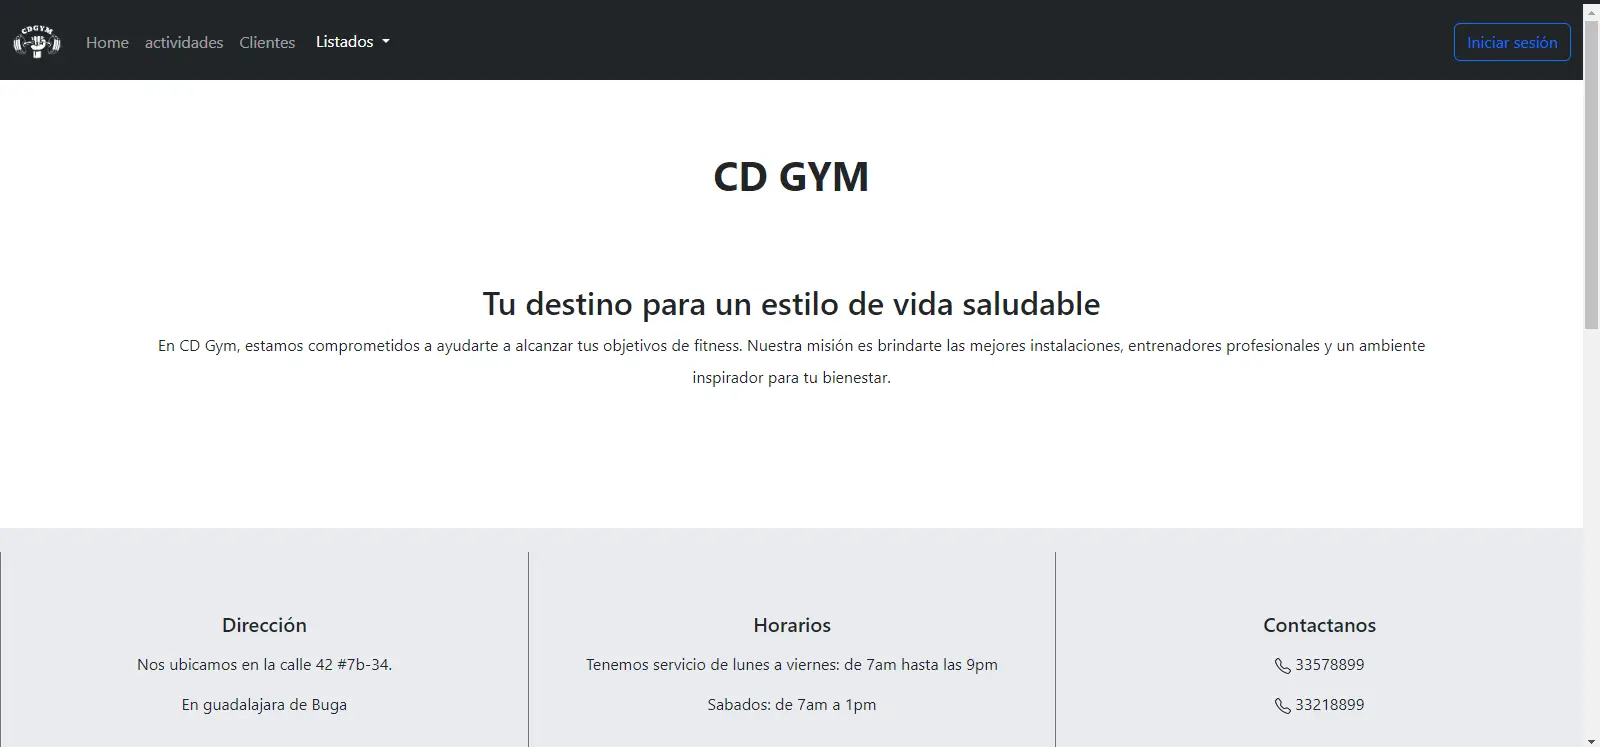 CDGYM
Home actividades Clientes Listados
Iniciar sesión
CD GYM
Tu destino para un estilo de vida saludable
En CD Gym, estamos comprometidos a ayudarte a alcanzar tus objetivos de fitness. Nuestra misión es brindarte las mejores instalaciones, entrenadores profesionales y un ambiente
inspirador para tu bienestar.
Dirección
Nos ubicamos en la calle 42 #7b-34.
En guadalajara de Buga
Horarios
Tenemos servicio de lunes a viernes: de 7am hasta las 9pm
Sabados: de 7am a 1pm
Contactanos
33578899
33218899